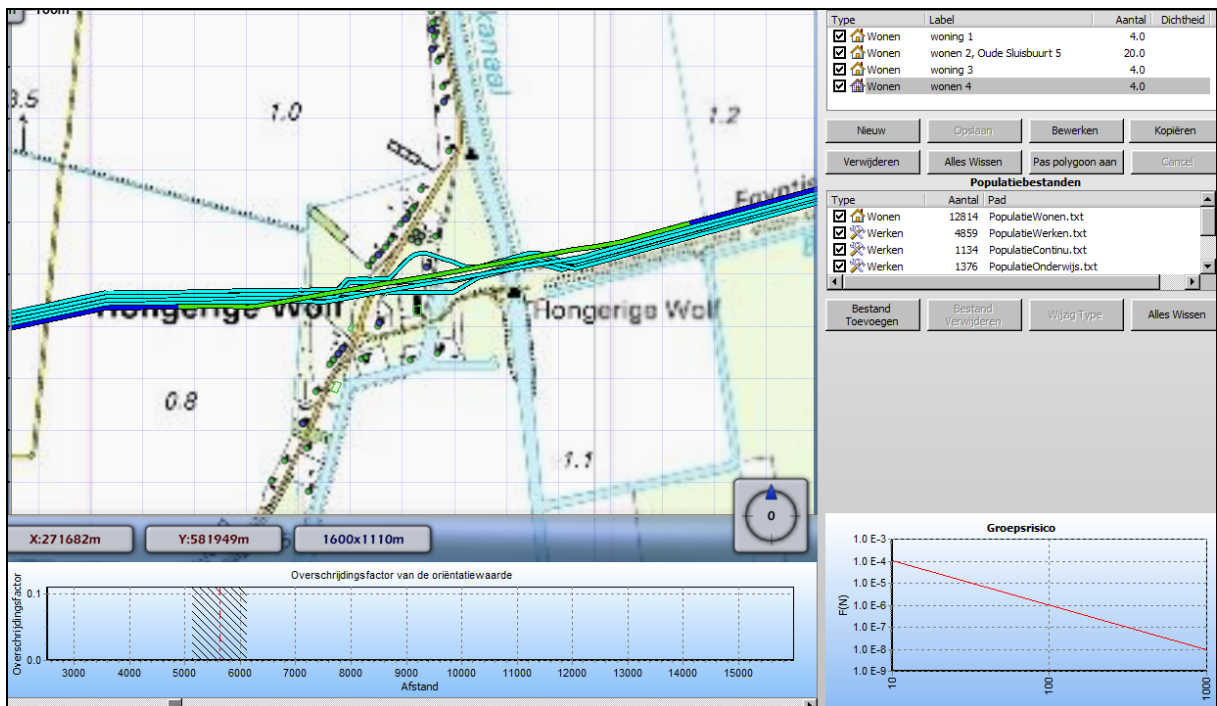 100m
kanaal
3.5
1.0
1.2
Egyptis
Hongerige Wolf
Hongerige Wolf
0.8
1.1
0
X:271682m Y:581949m 1600x1110m
Type Label Aantal Dichtheid
Wonen woning 1 4.0
Wonen wonen 2, Oude Sluisbuurt 5 20.0
Wonen woning 3 4.0
Wonen wonen 4 4.0
Nieuw Opslaan Bewerken Kopiëren
Verwijderen Alles Wissen Pas polygoon aan Cancel
Populatiebestanden
Type Aantal Pad
Wonen 12814 PopulatieWonen.txt
Werken 4859 PopulatieWerken.txt
Werken 1134 PopulatieContinu.txt
Werken 1376 PopulatieOnderwijs.txt
Bestand Toevoegen Bestand Verwijderen Wijzig Type Alles Wissen
Overschrijdingsfactor van de oriëntatiewaarde
Overschrijdingsfactor
0.1
0.0
3000 4000 5000 6000 7000 8000 9000 10000 11000 12000 13000 14000 15000
Afstand
Groepsrisico
F(N)
1.0 E-3
1.0 E-4
1.0 E-5
1.0 E-6
1.0 E-7
1.0 E-8
1.0 E-9
10 100 1000